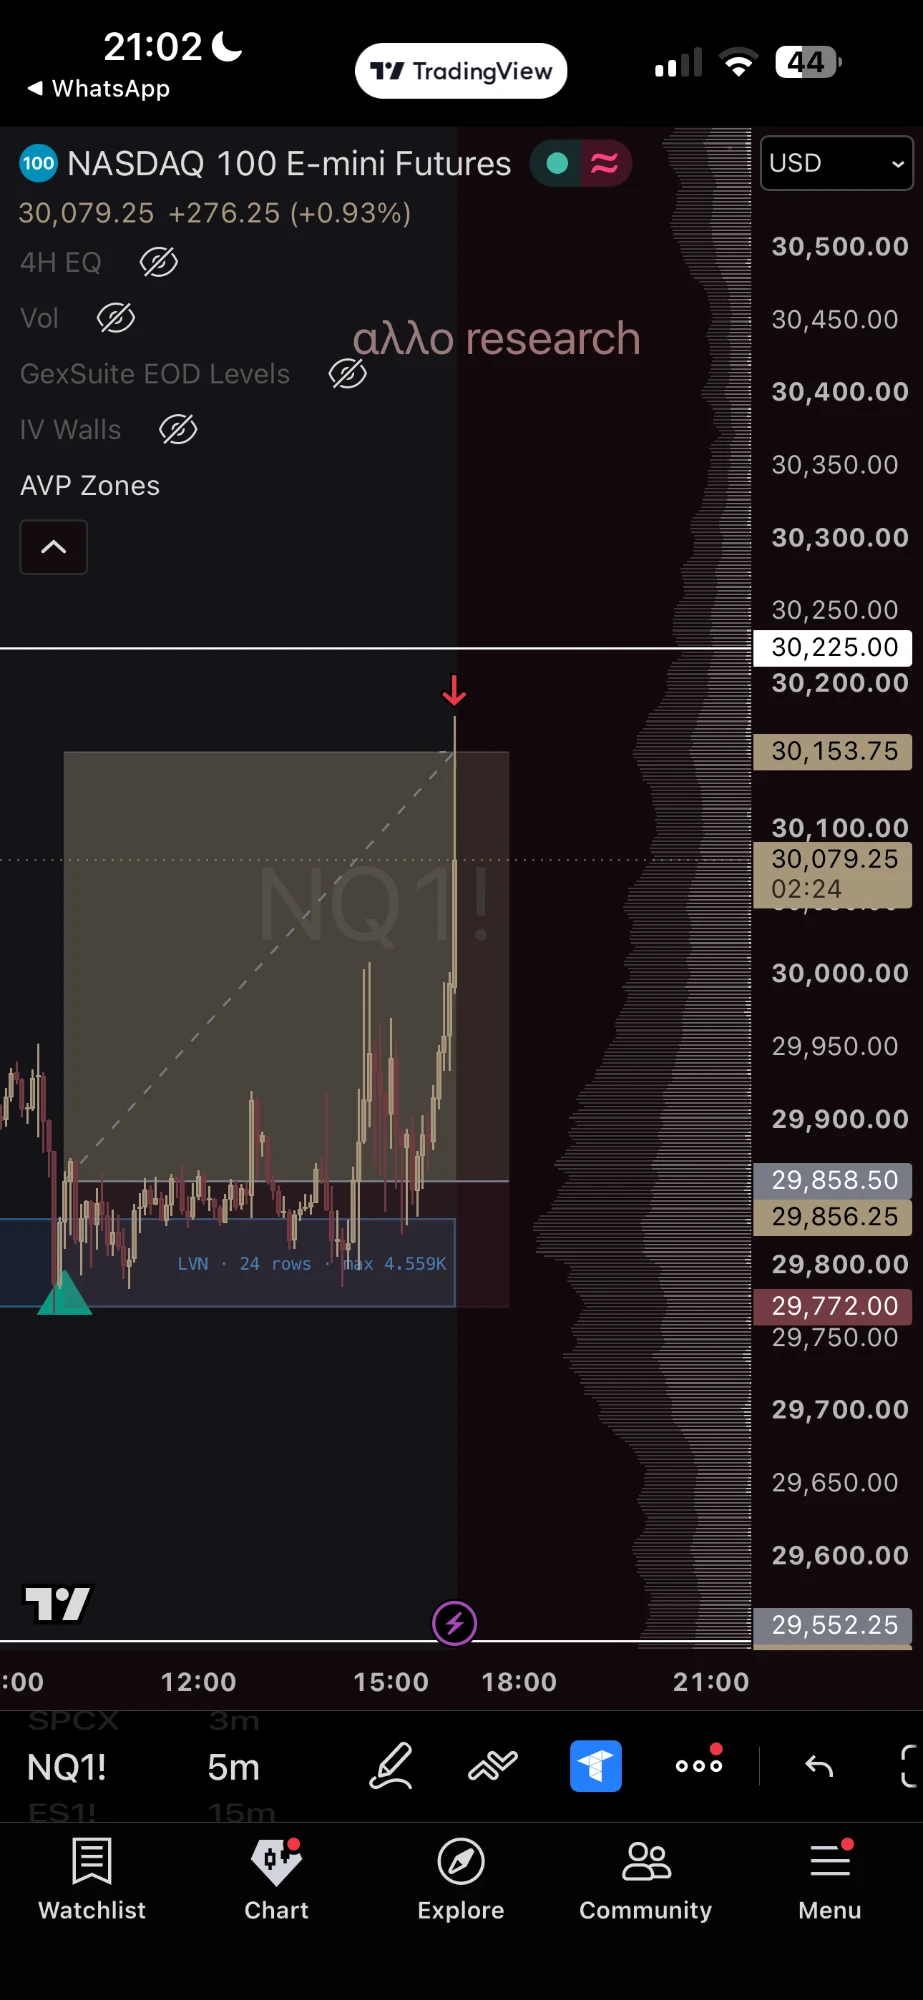 21:02
WhatsApp
TradingView
44
100 NASDAQ 100 E-mini Futures
USD
30,079.25 +276.25 (+0.93%)
4H EQ
Vol
αλλο research
GexSuite EOD Levels
IV Walls
AVP Zones
30,500.00
30,450.00
30,400.00
30,350.00
30,300.00
30,250.00
30,225.00
30,200.00
30,153.75
30,100.00
30,079.25
02:24
NQ1!
30,000.00
29,950.00
29,900.00
29,858.50
29,856.25
LVN · 24 rows · max 4.559K
29,800.00
29,772.00
29,750.00
29,700.00
29,650.00
29,600.00
29,552.25
:00 12:00 15:00 18:00 21:00
SPCX 3m
NQ1! 5m
ES1! 15m
Watchlist Chart Explore Community Menu